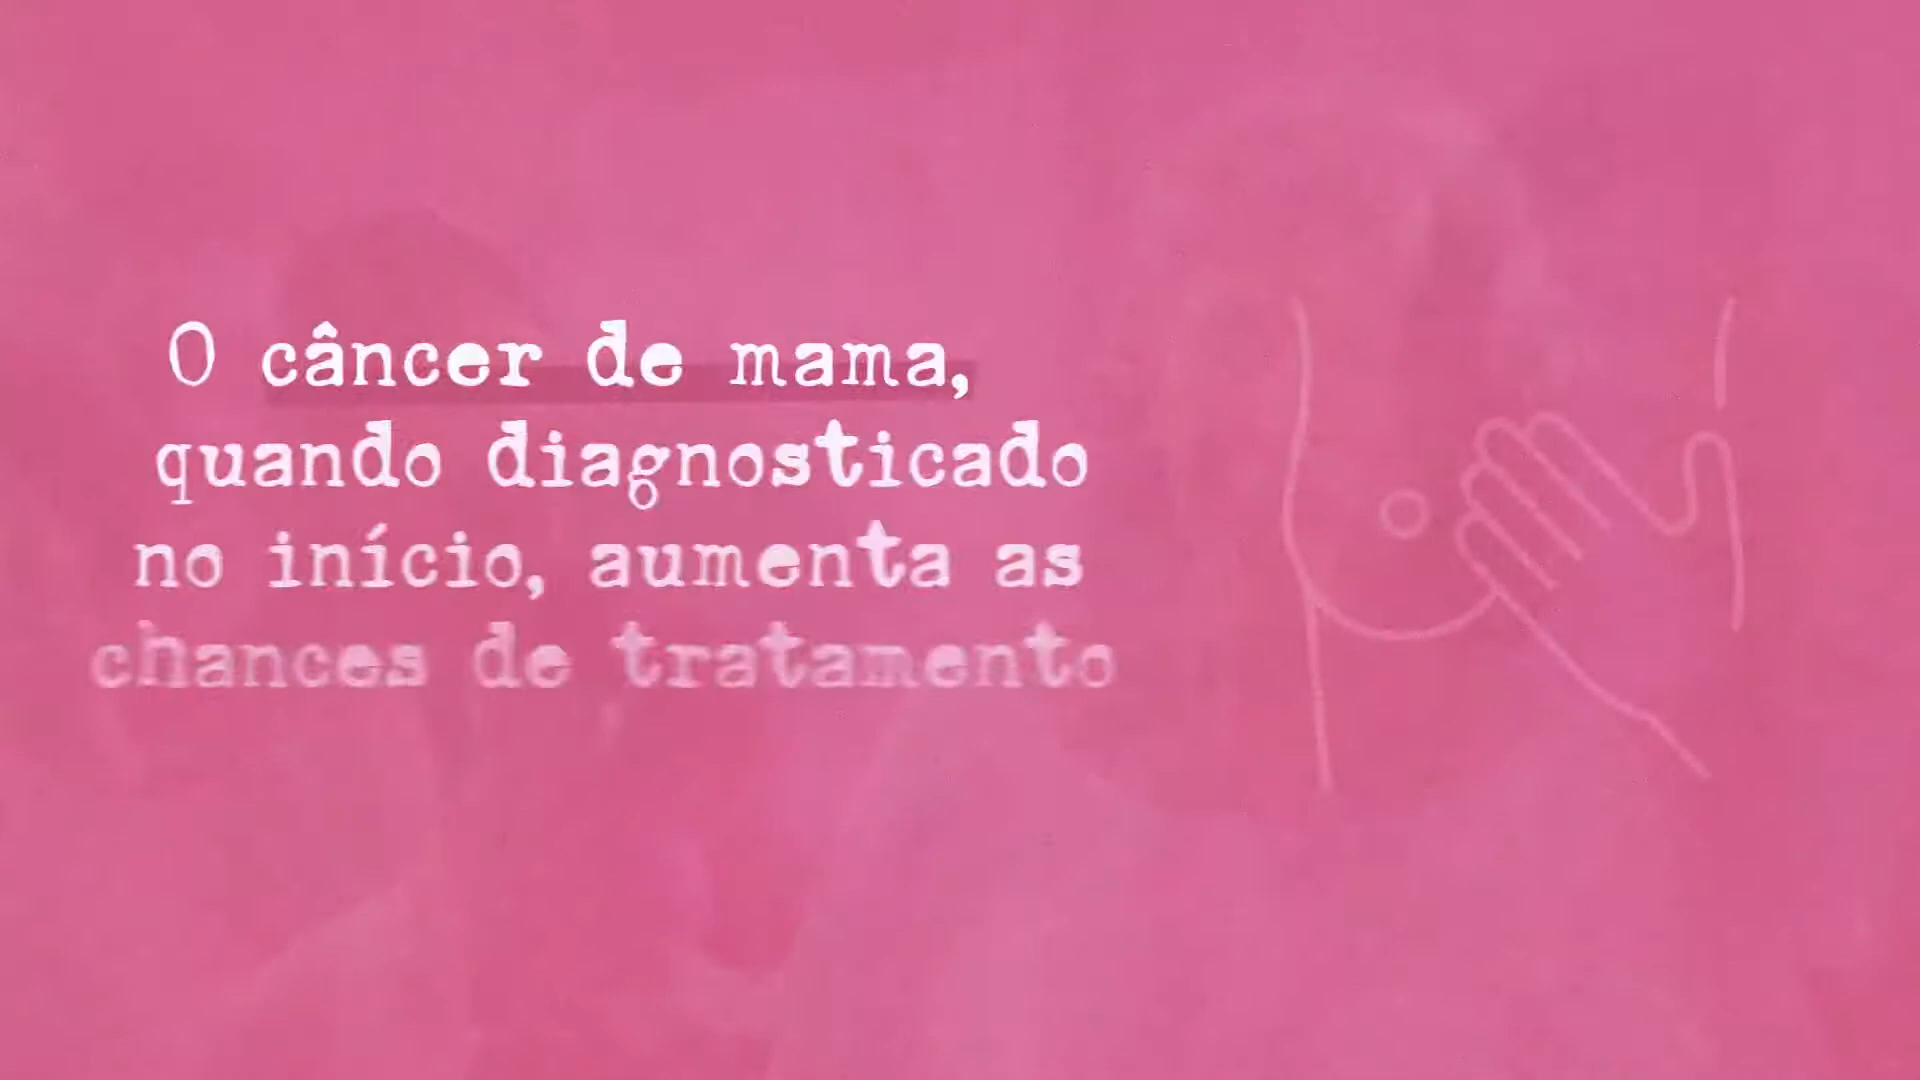 O câncer de mama,
quando diagnosticado
no início, aumenta as
chances de tratamento